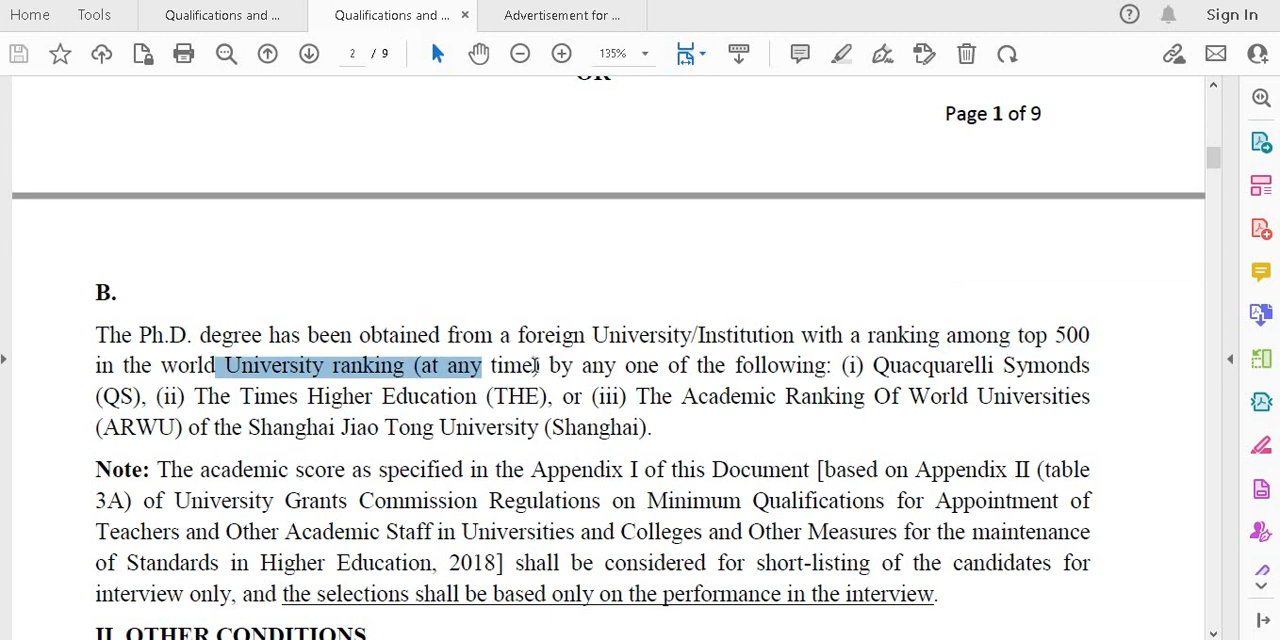 Home Tools Qualifications and ... Qualifications and ... × Advertisement for ... Sign In
2 / 9 135%
OR
Page 1 of 9
B.
The Ph.D. degree has been obtained from a foreign University/Institution with a ranking among top 500
in the world University ranking (at any time) by any one of the following: (i) Quacquarelli Symonds
(QS), (ii) The Times Higher Education (THE), or (iii) The Academic Ranking Of World Universities
(ARWU) of the Shanghai Jiao Tong University (Shanghai).
Note: The academic score as specified in the Appendix I of this Document [based on Appendix II (table
3A) of University Grants Commission Regulations on Minimum Qualifications for Appointment of
Teachers and Other Academic Staff in Universities and Colleges and Other Measures for the maintenance
of Standards in Higher Education, 2018] shall be considered for short-listing of the candidates for
interview only, and the selections shall be based only on the performance in the interview.
II. OTHER CONDITIONS